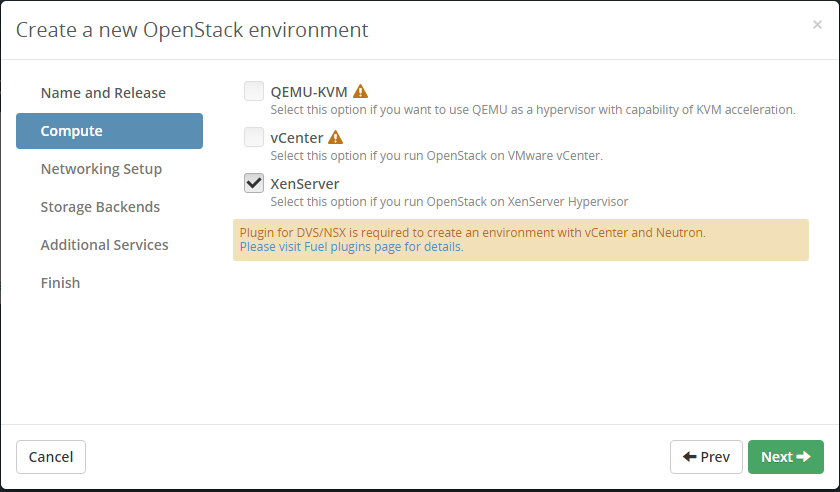 Create a new OpenStack environment
×
Name and Release
Compute
Networking Setup
Storage Backends
Additional Services
Finish
QEMU-KVM
Select this option if you want to use QEMU as a hypervisor with capability of KVM acceleration.
vCenter
Select this option if you run OpenStack on VMware vCenter.
XenServer
Select this option if you run OpenStack on XenServer Hypervisor
Plugin for DVS/NSX is required to create an environment with vCenter and Neutron.
Please visit Fuel plugins page for details.
Cancel
Prev
Next